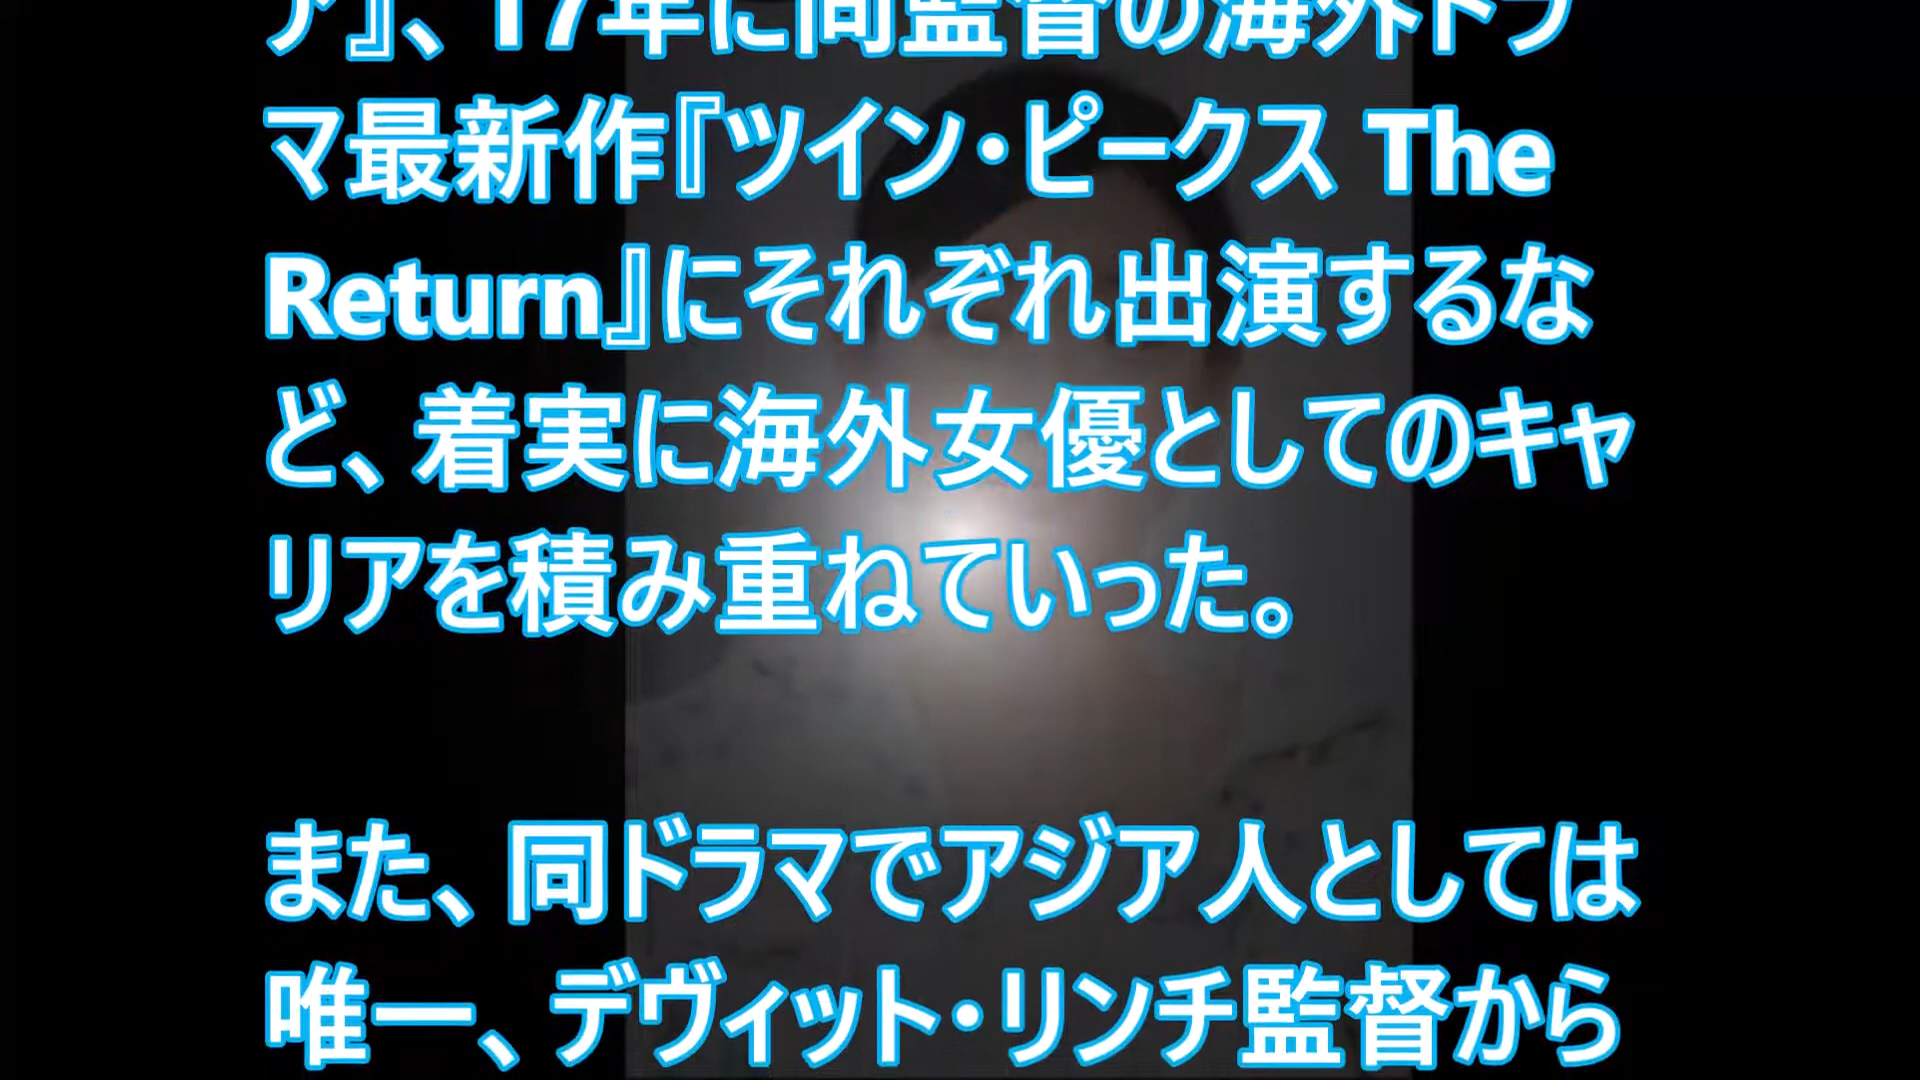 ア』、17年に同監督の海外ドラ
マ最新作『ツイン・ピークス The
Return』にそれぞれ出演するな
ど、着実に海外女優としてのキャ
リアを積み重ねていった。
また、同ドラマでアジア人としては
唯一、デヴィット・リンチ監督から